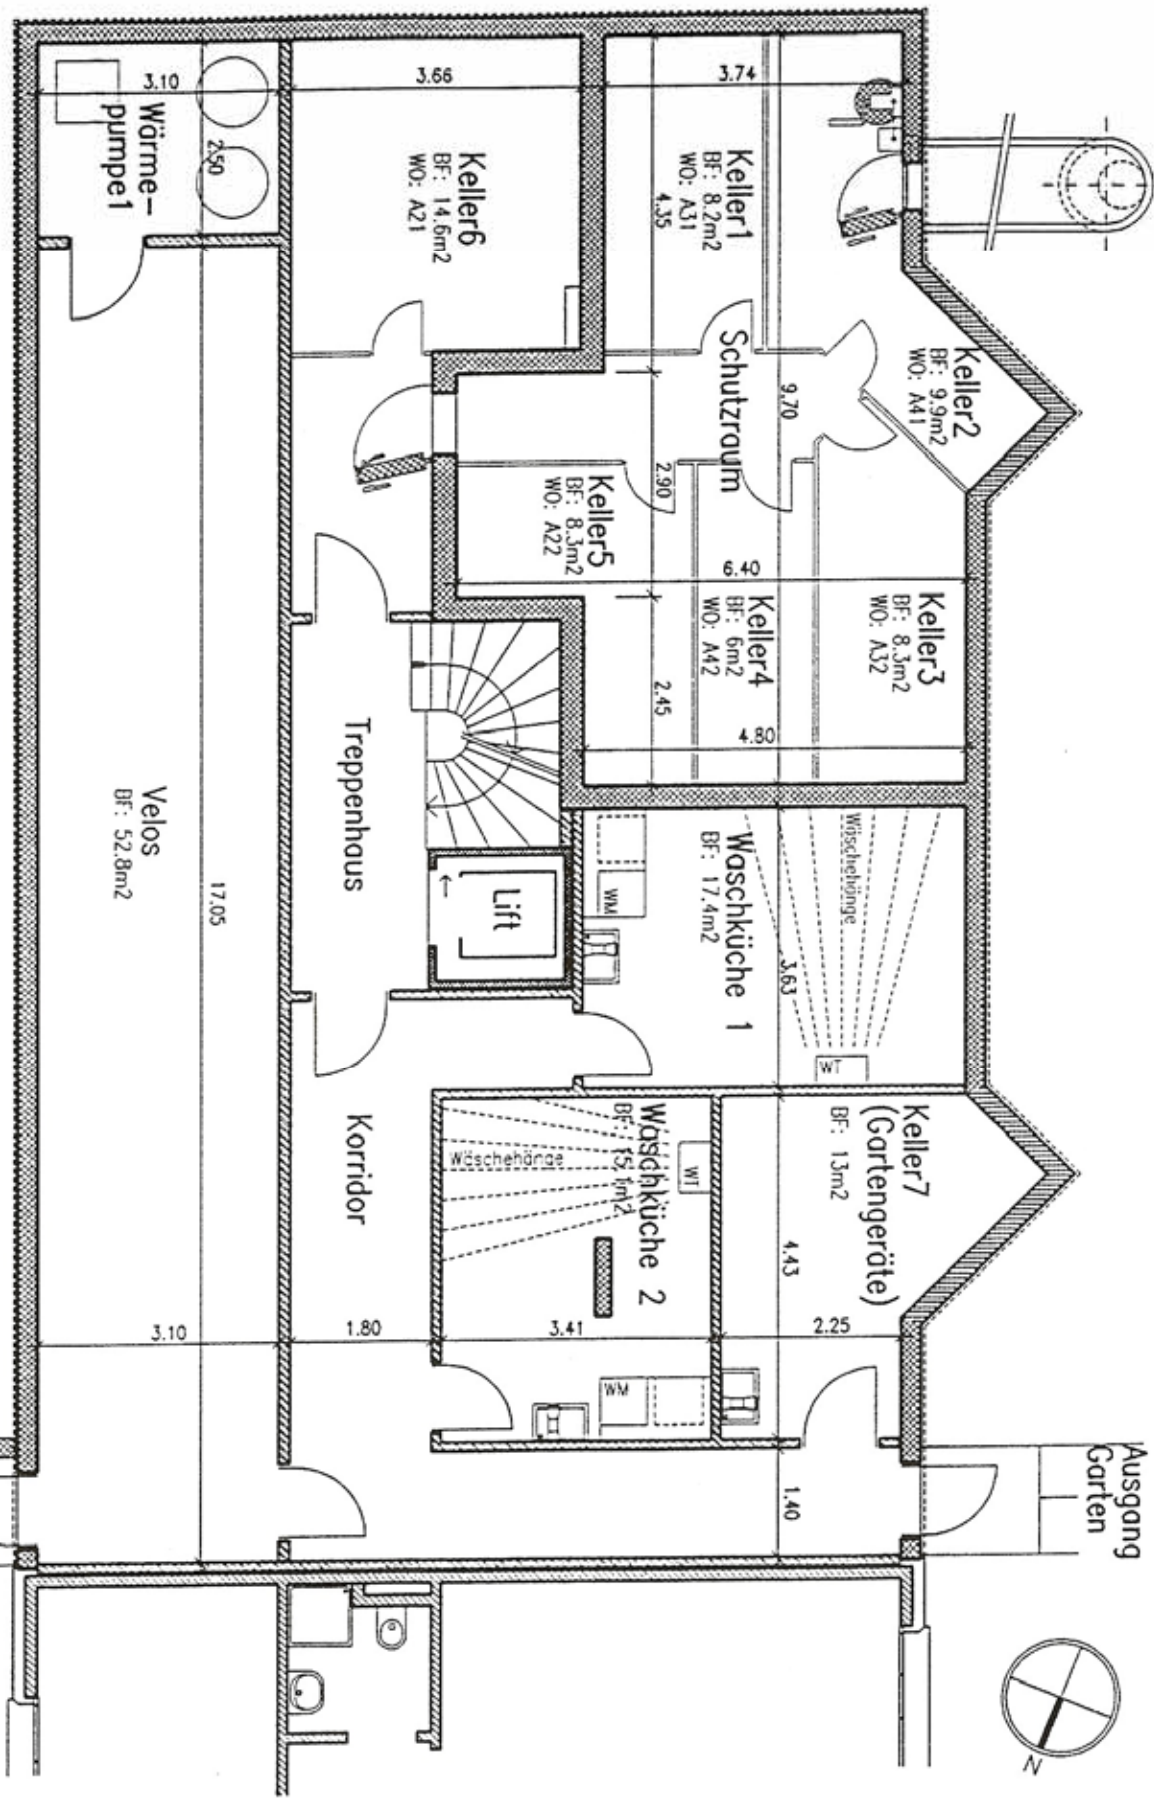 3.10
Wärme-
pumpe1
2.50
3.66
Keller6
BF: 14.6m2
WO: A21
3.74
Keller1
BF: 8.2m2
WO: A31
4.35
Keller2
BF: 9.9m2
WO: A41
Schutzraum
9.70
2.90
Keller5
BF: 8.3m2
WO: A22
6.40
Keller4
BF: 6m2
WO: A42
Keller3
BF: 8.3m2
WO: A32
2.45
4.80
Treppenhaus
Lift
Velos
BF: 52.8m2
17.05
Waschküche 1
BF: 17.4m2
WM
Wäschehänge
3.63
WT
Korridor
Waschküche 2
BF: 15.1m2
Wäschehänge
WT
WM
Keller7
(Gartengeräte)
BF: 13m2
4.43
3.10
1.80
3.41
2.25
1.40
Ausgang
Garten
N